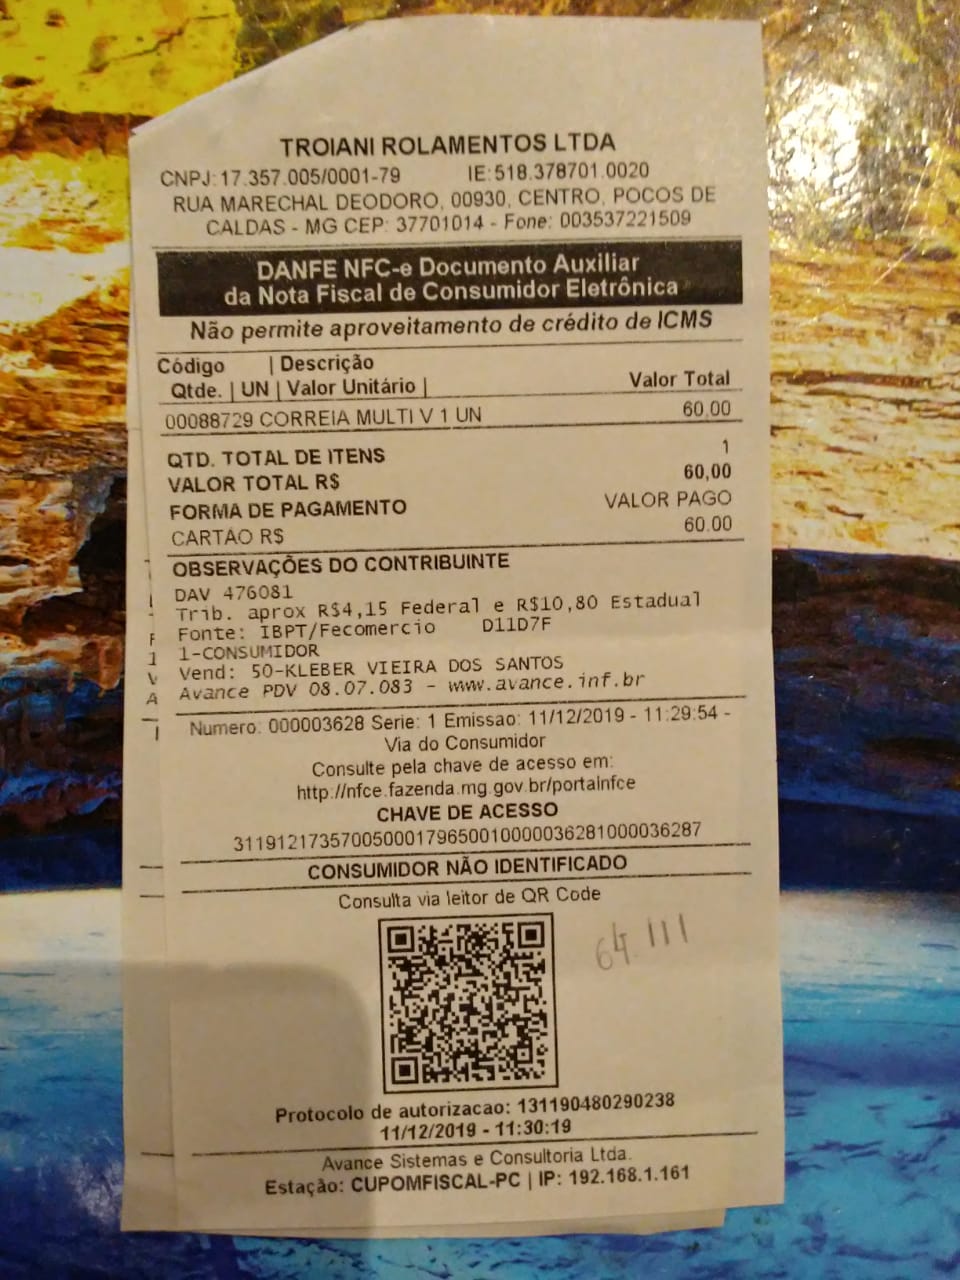 TROIANI ROLAMENTOS LTDA
CNPJ: 17.357.005/0001-79 IE: 518.378701.0020
RUA MARECHAL DEODORO, 00930, CENTRO, POCOS DE
CALDAS - MG CEP: 37701014 - Fone: 003537221509
DANFE NFC-e Documento Auxiliar
da Nota Fiscal de Consumidor Eletrônica
Não permite aproveitamento de crédito de ICMS
Código | Descrição
Qtde. | UN | Valor Unitário | Valor Total
00088729 CORREIA MULTI V 1 UN 60,00
QTD. TOTAL DE ITENS 1
VALOR TOTAL R$ 60,00
FORMA DE PAGAMENTO VALOR PAGO
CARTAO R$ 60.00
OBSERVAÇÕES DO CONTRIBUINTE
DAV 476081
Trib. aprox R$4,15 Federal e R$10,80 Estadual
Fonte: IBPT/Fecomercio D11D7F
1-CONSUMIDOR
Vend: 50-KLEBER VIEIRA DOS SANTOS
Avance PDV 08.07.083 - www.avance.inf.br
Numero: 000003628 Serie: 1 Emissao: 11/12/2019 - 11:29:54 -
Via do Consumidor
Consulte pela chave de acesso em:
http://nfce.fazenda.mg.gov.br/portalnfce
CHAVE DE ACESSO
31191217357005000179650010000036281000036287
CONSUMIDOR NÃO IDENTIFICADO
Consulta via leitor de QR Code
64.111
Protocolo de autorizacao: 131190480290238
11/12/2019 - 11:30:19
Avance Sistemas e Consultoria Ltda.
Estação: CUPOMFISCAL-PC | IP: 192.168.1.161